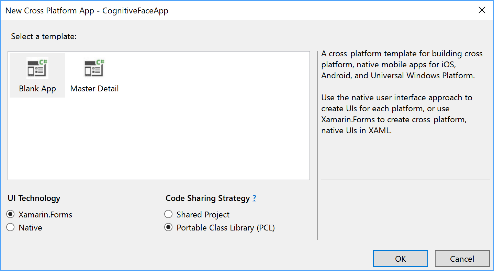 New Cross Platform App - CognitiveFaceApp
Select a template:
C#
C#
Blank App
Master Detail
A cross-platform template for building cross
platform, native mobile apps for iOS,
Android, and Universal Windows Platform.
Use the native user interface approach to
create UIs for each platform, or use
Xamarin.Forms to create cross-platform,
native UIs in XAML.
UI Technology
Xamarin.Forms
Native
Code Sharing Strategy ?
Shared Project
Portable Class Library (PCL)
OK
Cancel